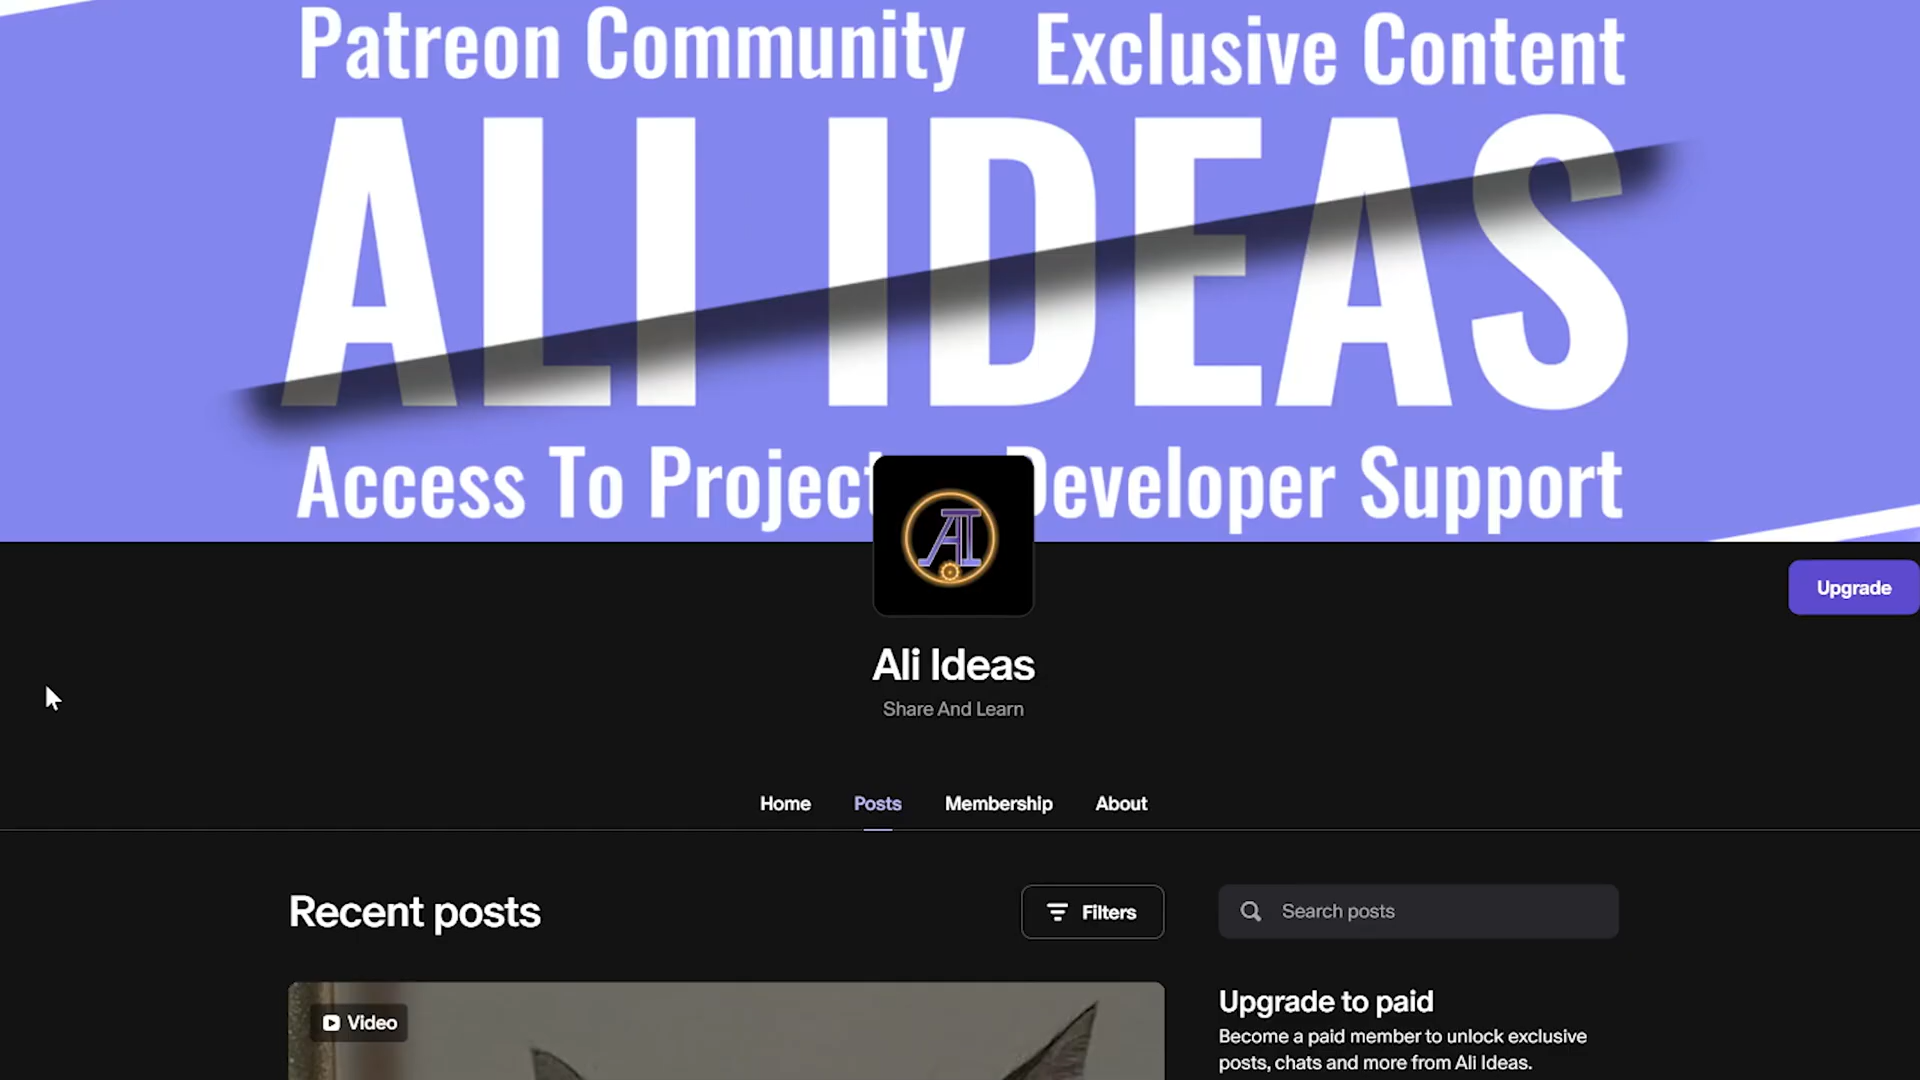 Patreon Community Exclusive Content
ALI IDEAS
Access To Project Developer Support
AI
Upgrade
Ali Ideas
Share And Learn
Home Posts Membership About
Recent posts
Filters
Search posts
Video
Upgrade to paid
Become a paid member to unlock exclusive
posts, chats and more from Ali Ideas.